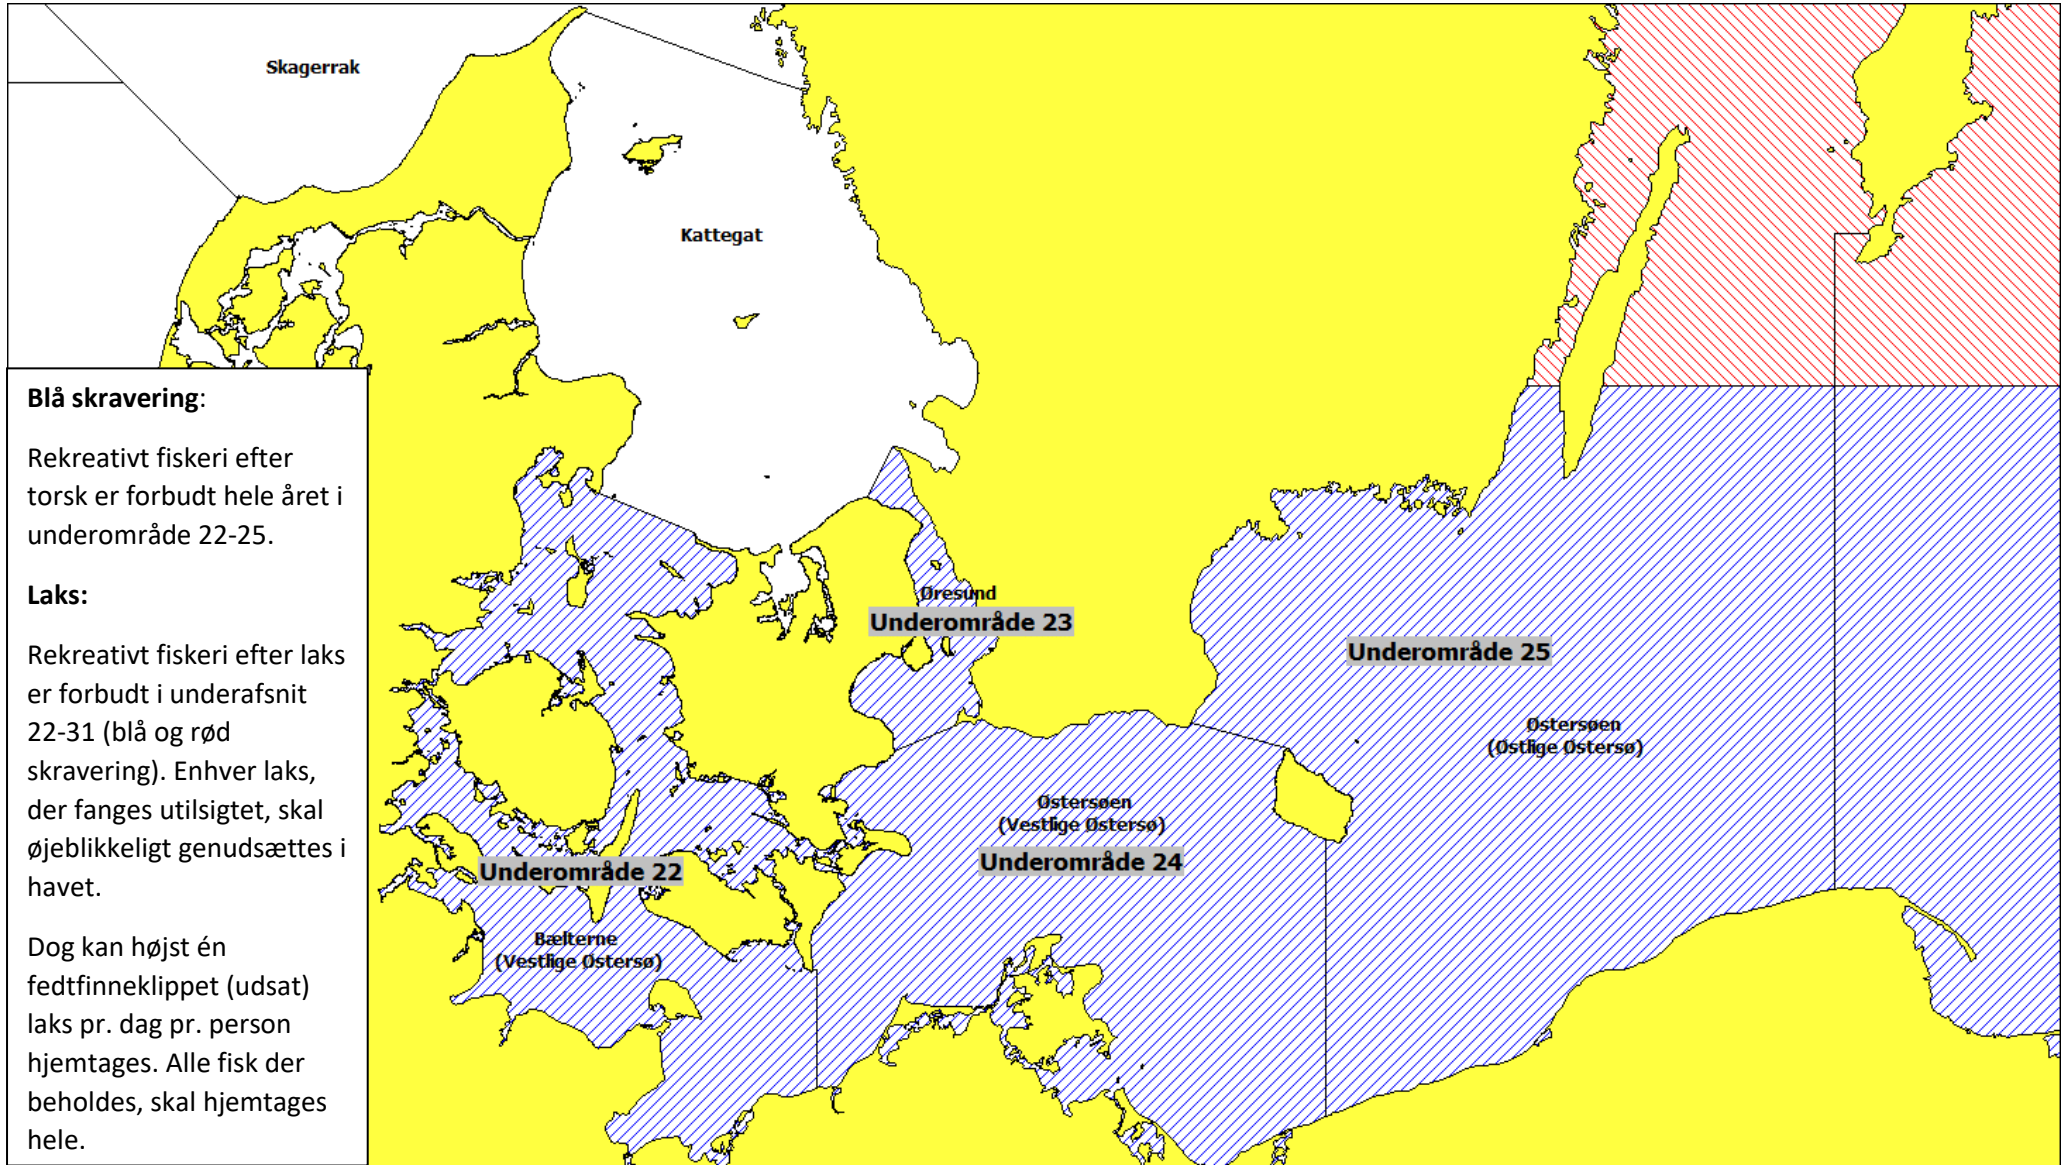 Skagerrak
Kattegat
Blå skravering:
Rekreativt fiskeri efter
torsk er forbudt hele året i
underområde 22-25.
Laks:
Rekreativt fiskeri efter laks
er forbudt i underafsnit
22-31 (blå og rød
skravering). Enhver laks,
der fanges utilsigtet, skal
øjeblikkeligt genudsættes i
havet.
Dog kan højst én
fedtfinneklippet (udsat)
laks pr. dag pr. person
hjemtages. Alle fisk der
beholdes, skal hjemtages
hele.
Øresund
Underområde 23
Underområde 25
Østersøen
(Østlige Østersø)
Østersøen
(Vestlige Østersø)
Underområde 24
Underområde 22
Bælterne
(Vestlige Østersø)